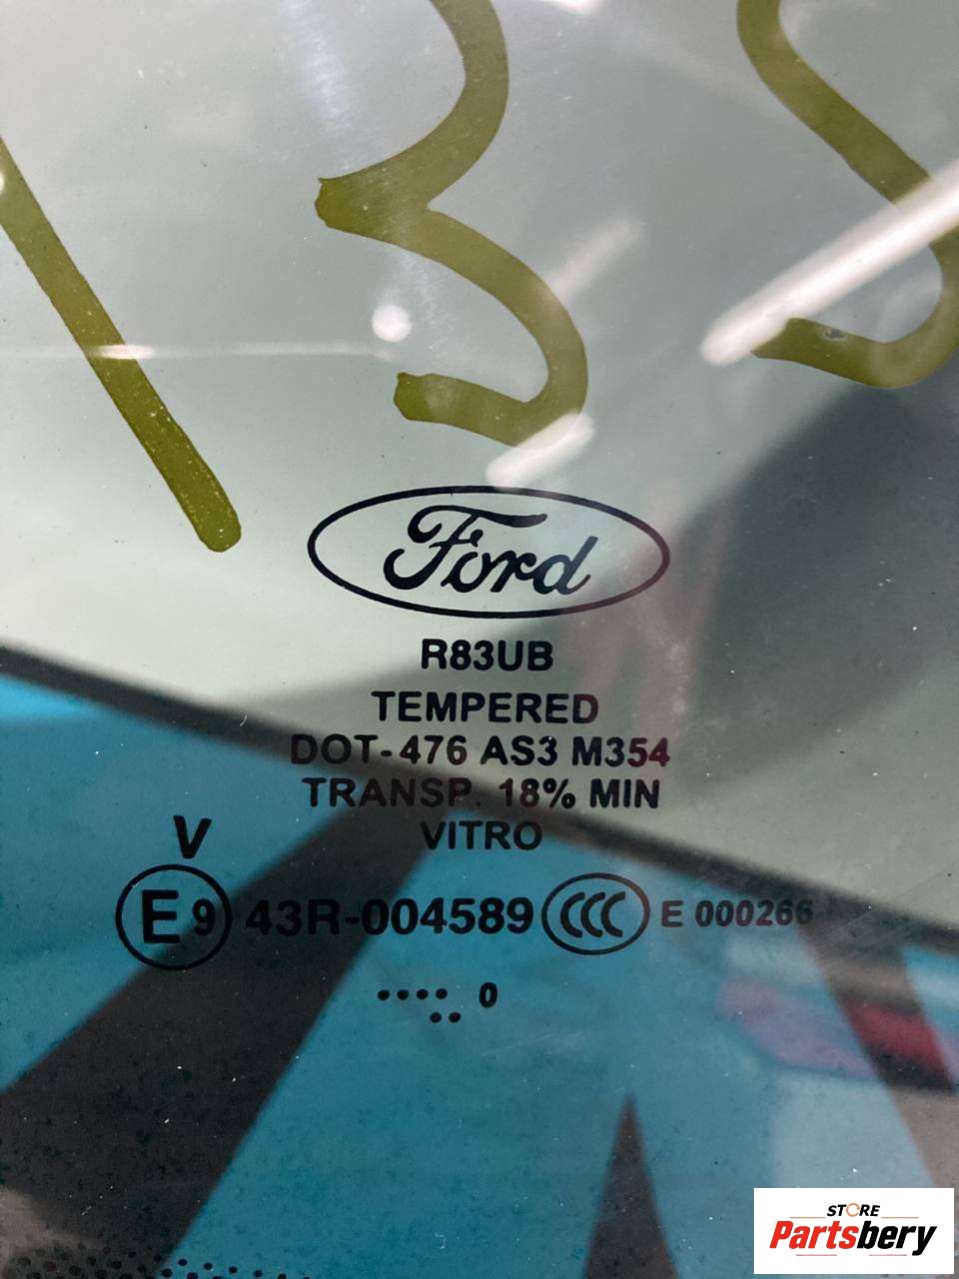 Ford
R83UB
TEMPERED
DOT-476 AS3 M354
TRANSP. 18% MIN
VITRO
V
E9 43R-004589 CCC E 000266
.... 0
..
STORE
Partsbery